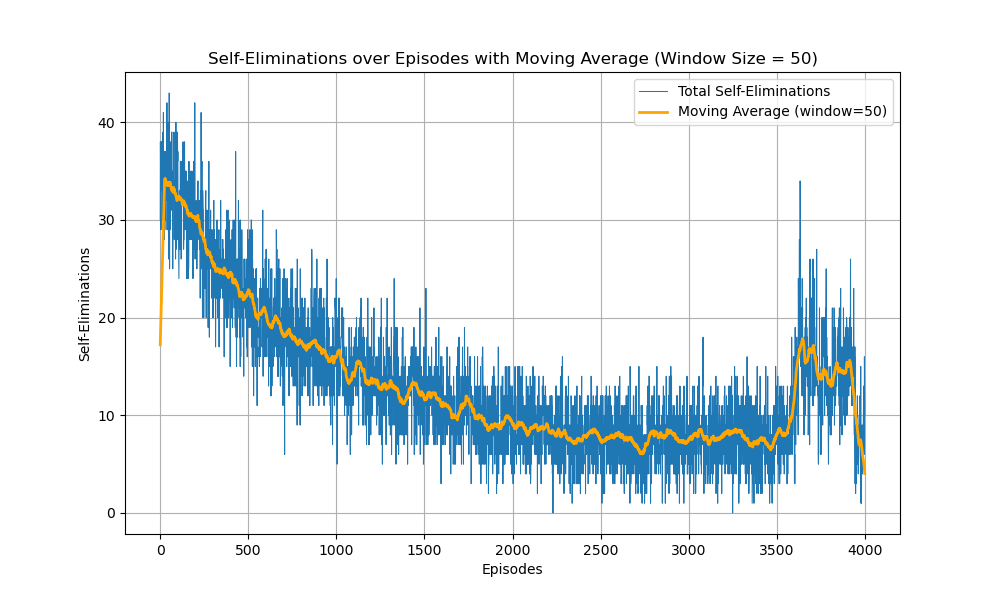 Self-Eliminations over Episodes with Moving Average (Window Size = 50)
Total Self-Eliminations
Moving Average (window=50)
Self-Eliminations
40
30
20
10
0
0 500 1000 1500 2000 2500 3000 3500 4000
Episodes